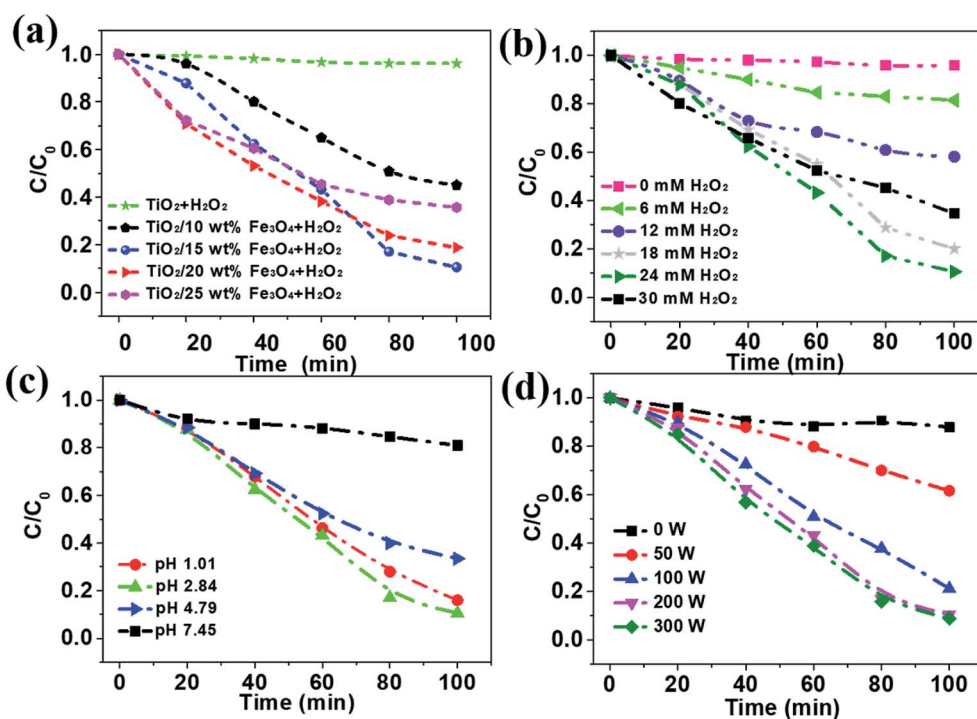 (a)
C/C₀
1.0
0.8
0.6
0.4
0.2
0.0
TiO₂+H₂O₂
TiO₂/10 wt% Fe₃O₄+H₂O₂
TiO₂/15 wt% Fe₃O₄+H₂O₂
TiO₂/20 wt% Fe₃O₄+H₂O₂
TiO₂/25 wt% Fe₃O₄+H₂O₂
0 20 40 60 80 100
Time (min)
(b)
C/C₀
1.0
0.8
0.6
0.4
0.2
0.0
0 mM H₂O₂
6 mM H₂O₂
12 mM H₂O₂
18 mM H₂O₂
24 mM H₂O₂
30 mM H₂O₂
0 20 40 60 80 100
Time (min)
(c)
C/C₀
1.0
0.8
0.6
0.4
0.2
0.0
pH 1.01
pH 2.84
pH 4.79
pH 7.45
0 20 40 60 80 100
Time (min)
(d)
C/C₀
1.0
0.8
0.6
0.4
0.2
0.0
0 W
50 W
100 W
200 W
300 W
0 20 40 60 80 100
Time (min)